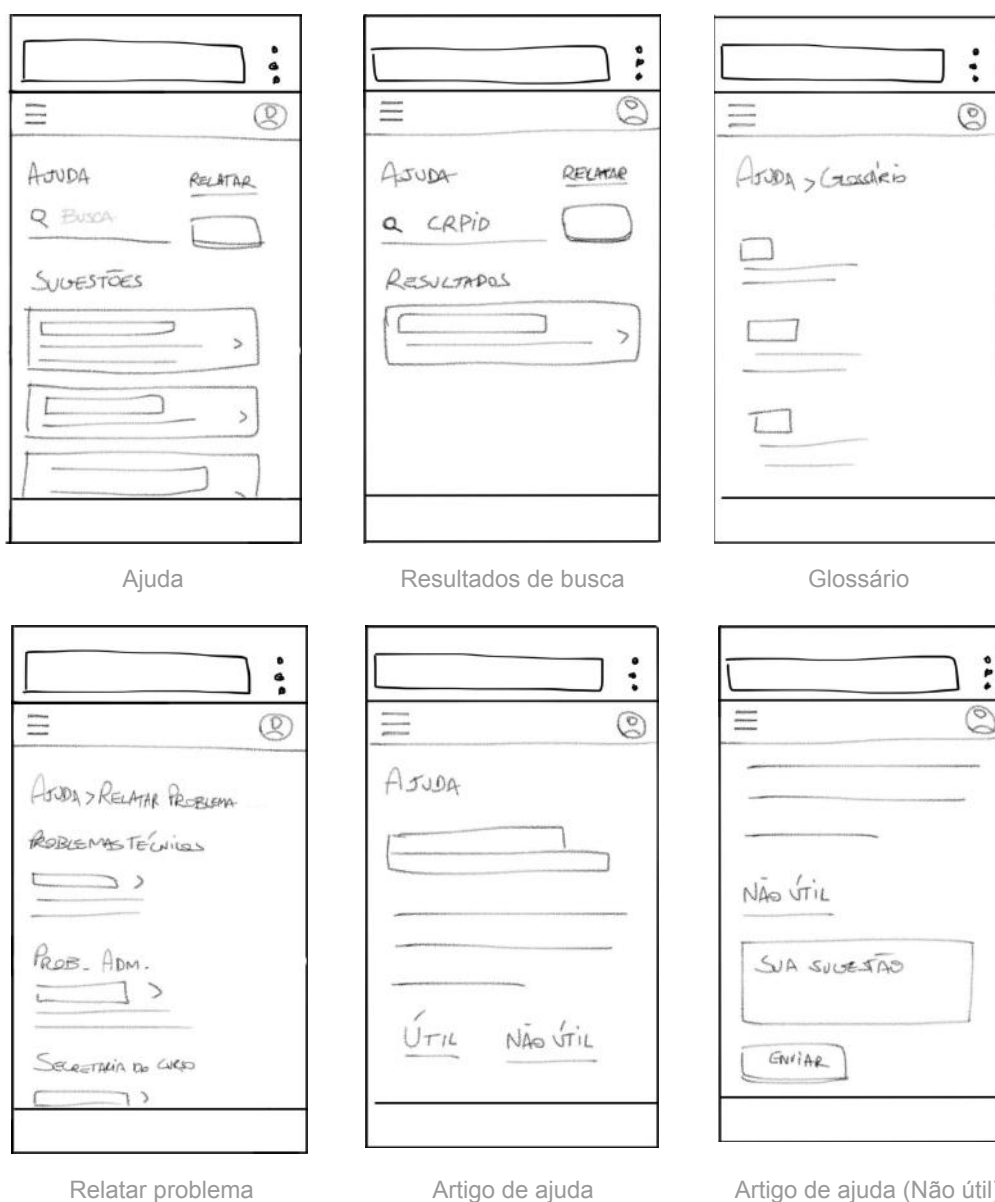 AJUDA
RELATAR
BUSCA
SUGESTÕES
Ajuda
AJUDA
RELATAR
CRPID
RESULTADOS
Resultados de busca
AJUDA > GLOSSÁRIO
Glossário
AJUDA > RELATAR PROBLEMA
PROBLEMAS TÉCNICOS
PROB. ADM.
SECRETARIA DO CURSO
Relatar problema
AJUDA
ÚTIL NÃO ÚTIL
Artigo de ajuda
NÃO ÚTIL
SUA SUGESTÃO
ENVIAR
Artigo de ajuda (Não útil)